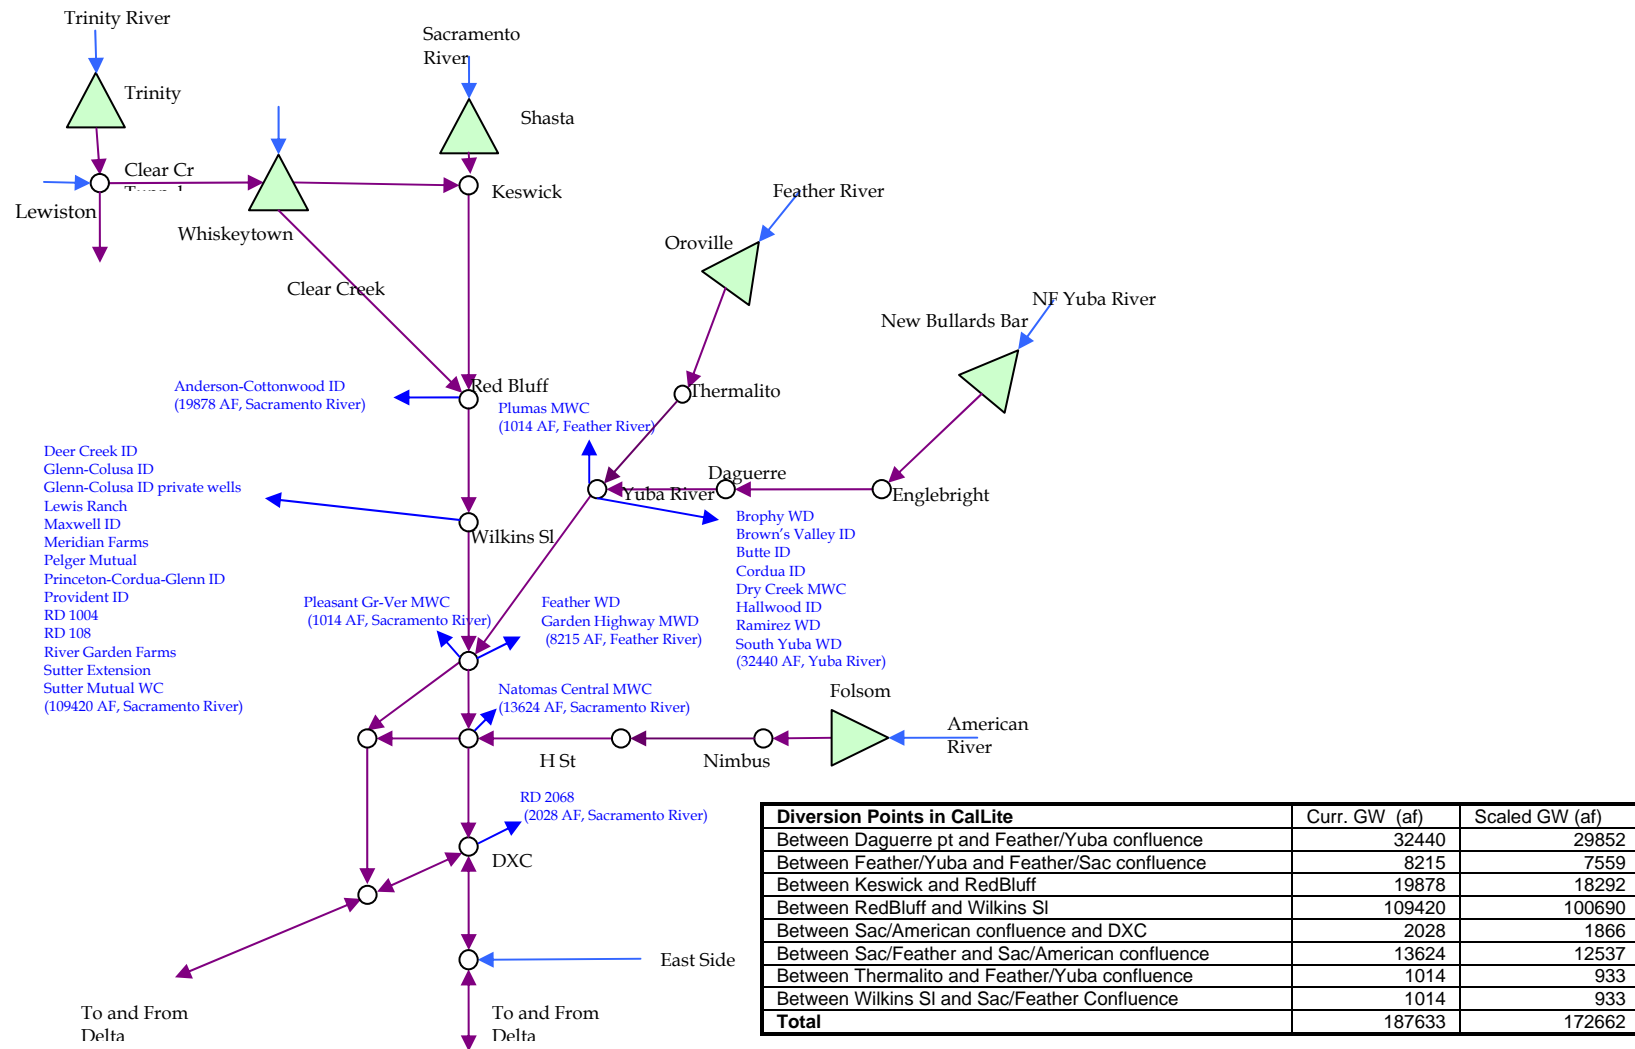 Trinity River
Sacramento
River
Trinity
Shasta
Clear Cr
Keswick
Lewiston
Whiskeytown
Feather River
Oroville
Clear Creek
NF Yuba River
New Bullards Bar
Anderson-Cottonwood ID
(19878 AF, Sacramento River)
Red Bluff
Plumas MWC
(1014 AF, Feather River)
Thermalito
Deer Creek ID
Glenn-Colusa ID
Glenn-Colusa ID private wells
Lewis Ranch
Maxwell ID
Meridian Farms
Pelger Mutual
Princeton-Cordua-Glenn ID
Provident ID
RD 1004
RD 108
River Garden Farms
Sutter Extension
Sutter Mutual WC
(109420 AF, Sacramento River)
Daguerre
Yuba River
Englebright
Wilkins Sl
Brophy WD
Brown's Valley ID
Butte ID
Cordua ID
Dry Creek MWC
Hallwood ID
Ramirez WD
South Yuba WD
(32440 AF, Yuba River)
Pleasant Gr-Ver MWC
(1014 AF, Sacramento River)
Feather WD
Garden Highway MWD
(8215 AF, Feather River)
Natomas Central MWC
(13624 AF, Sacramento River)
Folsom
American
River
H St
Nimbus
RD 2068
(2028 AF, Sacramento River)
DXC
East Side
To and From
Delta
To and From
Delta
Diversion Points in CalLite Curr. GW (af) Scaled GW (af)
Between Daguerre pt and Feather/Yuba confluence 32440 29852
Between Feather/Yuba and Feather/Sac confluence 8215 7559
Between Keswick and RedBluff 19878 18292
Between RedBluff and Wilkins Sl 109420 100690
Between Sac/American confluence and DXC 2028 1866
Between Sac/Feather and Sac/American confluence 13624 12537
Between Thermalito and Feather/Yuba confluence 1014 933
Between Wilkins Sl and Sac/Feather Confluence 1014 933
Total 187633 172662